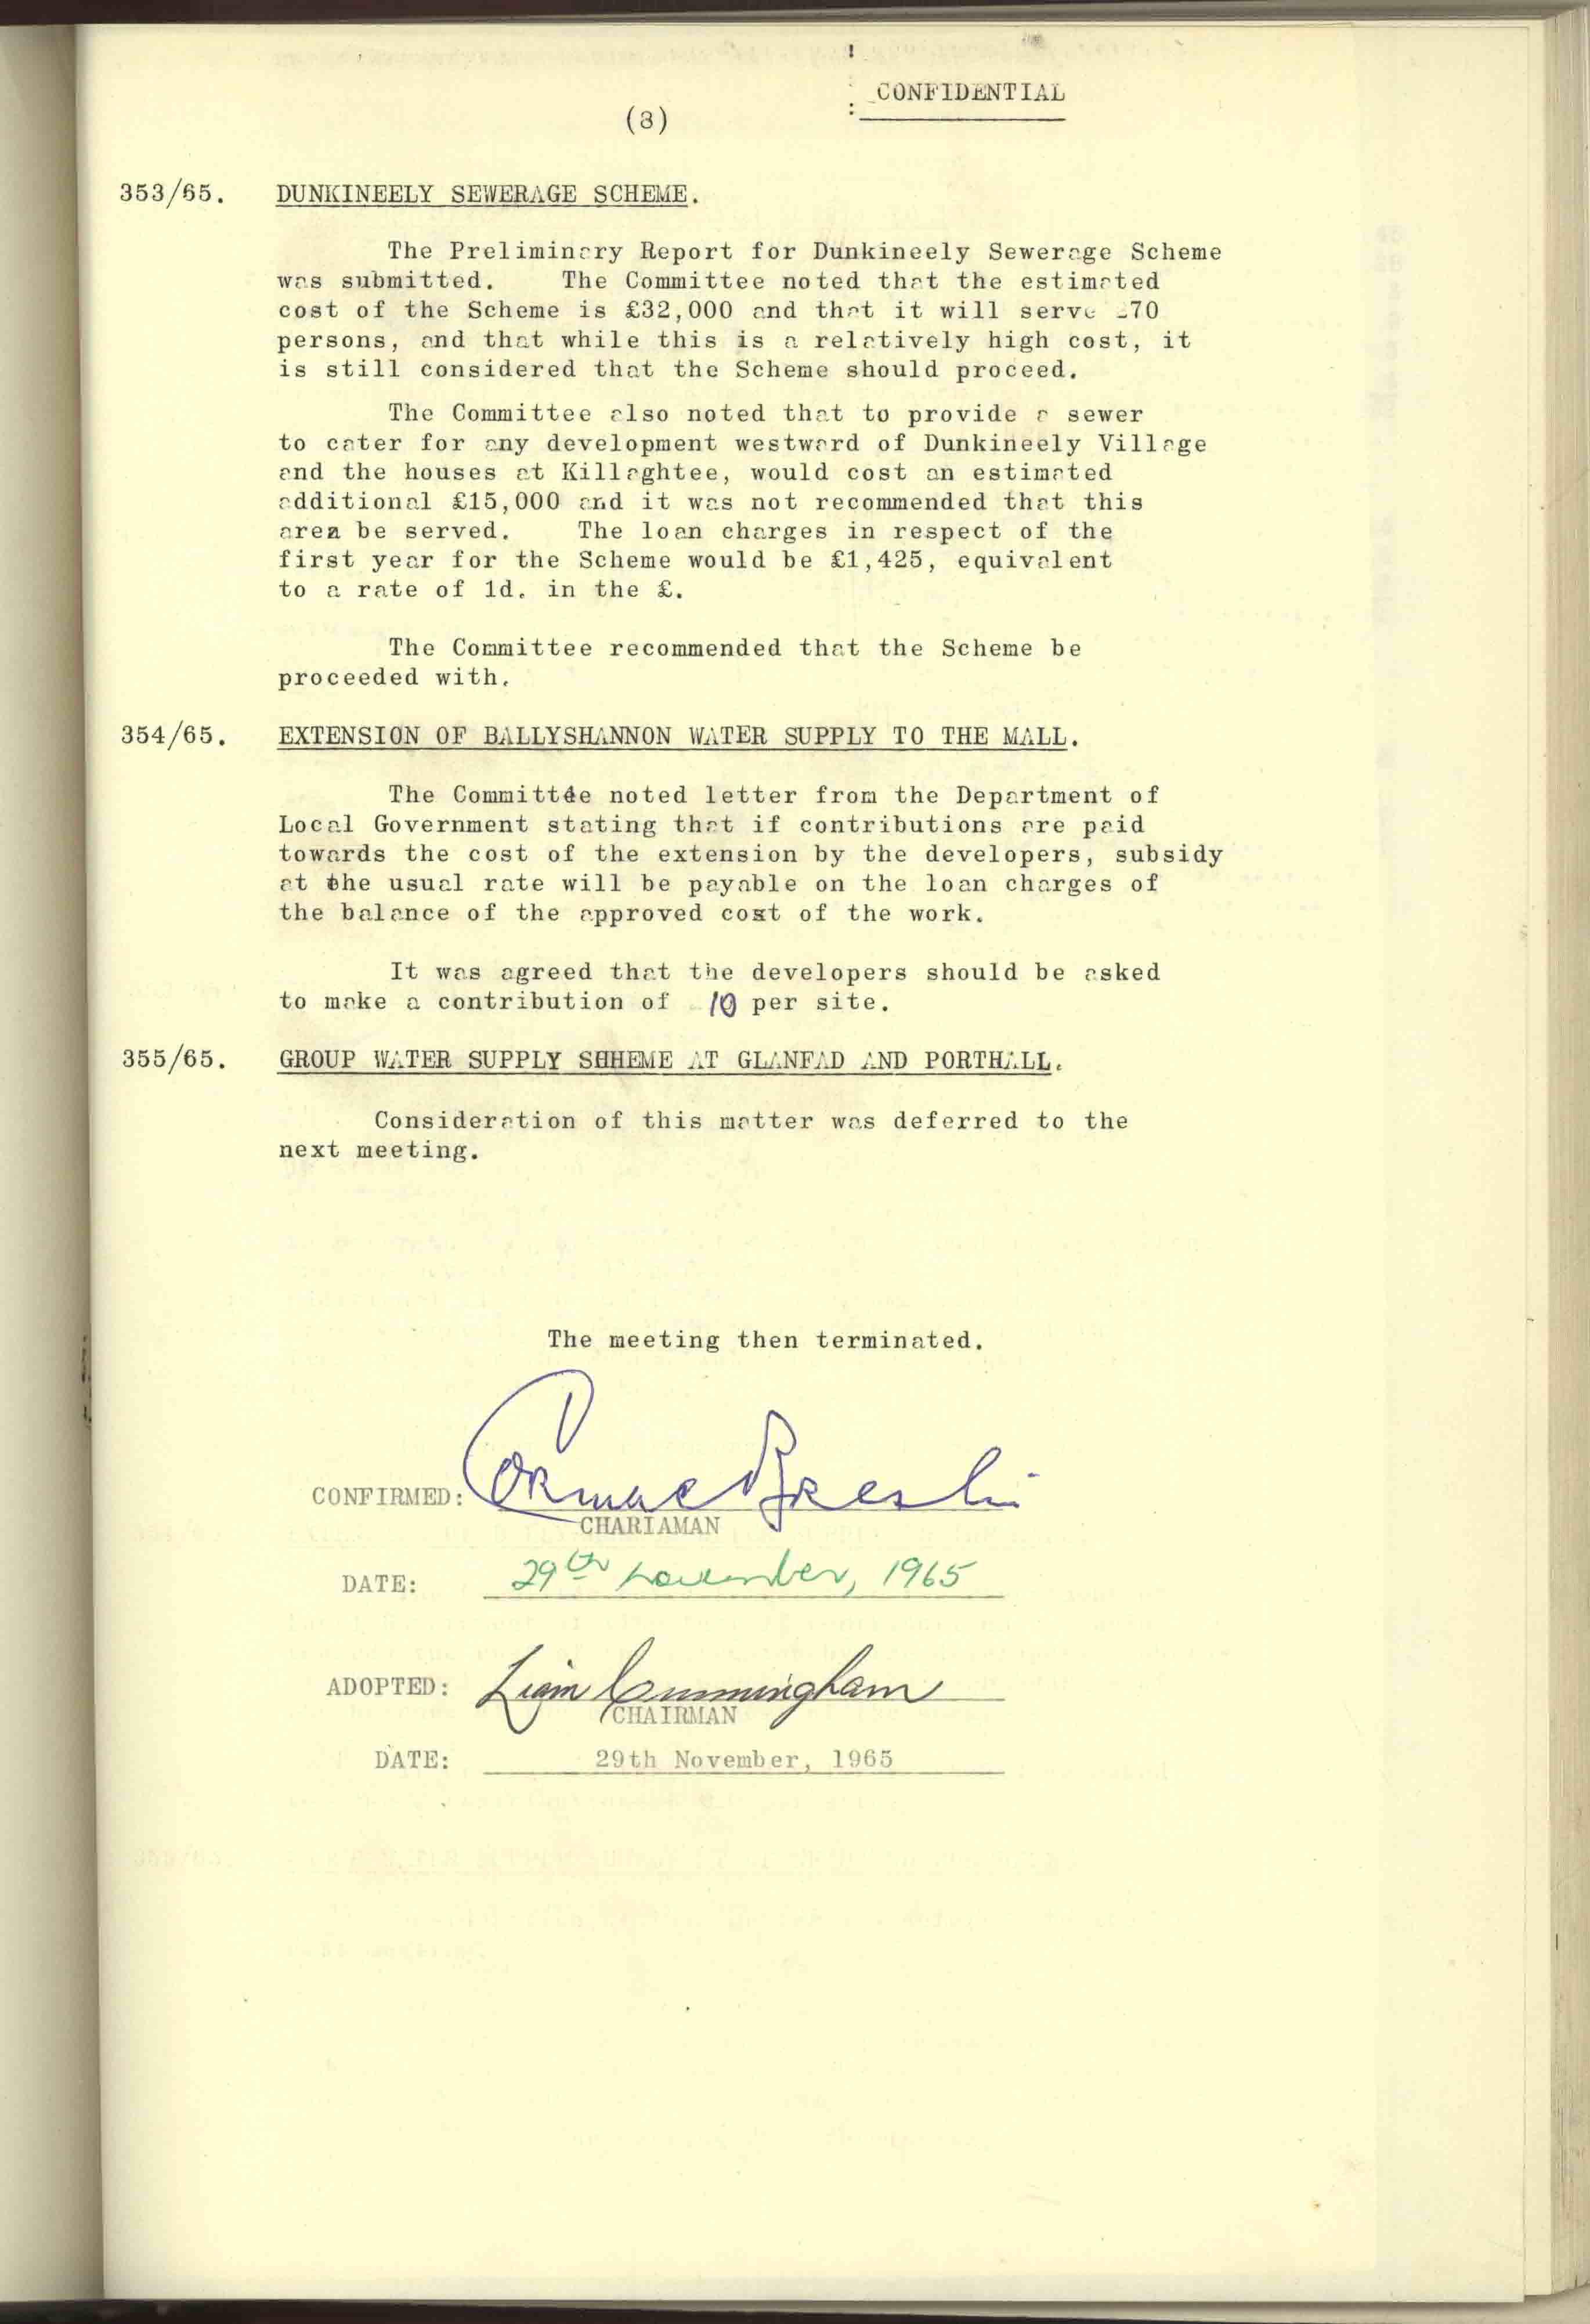 CONFIDENTIAL
(8)
353/65. DUNKINEELY SEWERAGE SCHEME.
The Preliminary Report for Dunkineely Sewerage Scheme
was submitted. The Committee noted that the estimated
cost of the Scheme is £32,000 and that it will serve 70
persons, and that while this is a relatively high cost, it
is still considered that the Scheme should proceed.
The Committee also noted that to provide a sewer
to cater for any development westward of Dunkineely Village
and the houses at Killaghtee, would cost an estimated
additional £15,000 and it was not recommended that this
area be served. The loan charges in respect of the
first year for the Scheme would be £1,425, equivalent
to a rate of 1d. in the £.
The Committee recommended that the Scheme be
proceeded with.
354/65. EXTENSION OF BALLYSHANNON WATER SUPPLY TO THE MALL.
The Committee noted letter from the Department of
Local Government stating that if contributions are paid
towards the cost of the extension by the developers, subsidy
at the usual rate will be payable on the loan charges of
the balance of the approved cost of the work.
It was agreed that the developers should be asked
to make a contribution of 10 per site.
355/65. GROUP WATER SUPPLY SHHEME AT GLANFAD AND PORTHALL.
Consideration of this matter was deferred to the
next meeting.
The meeting then terminated.
CONFIRMED: Cormac Breslin
CHARIAMAN
DATE: 29th November, 1965
ADOPTED: Liam Cunningham
CHAIRMAN
DATE: 29th November, 1965